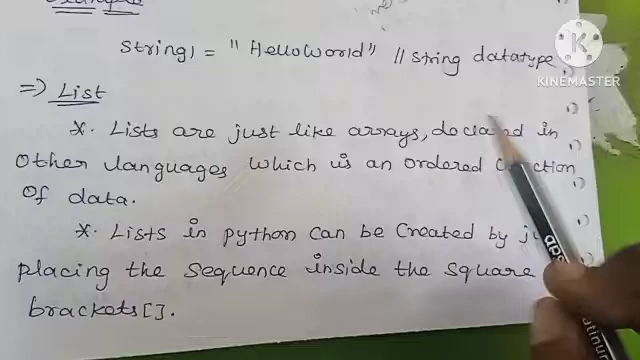 Example
String1 = "HelloWorld" // String datatype
KINEMASTER
=> List
*. Lists are just like arrays, declared in
other languages which is an ordered
of data.
*. Lists in python can be created by
placing the sequence inside the square
brackets[].